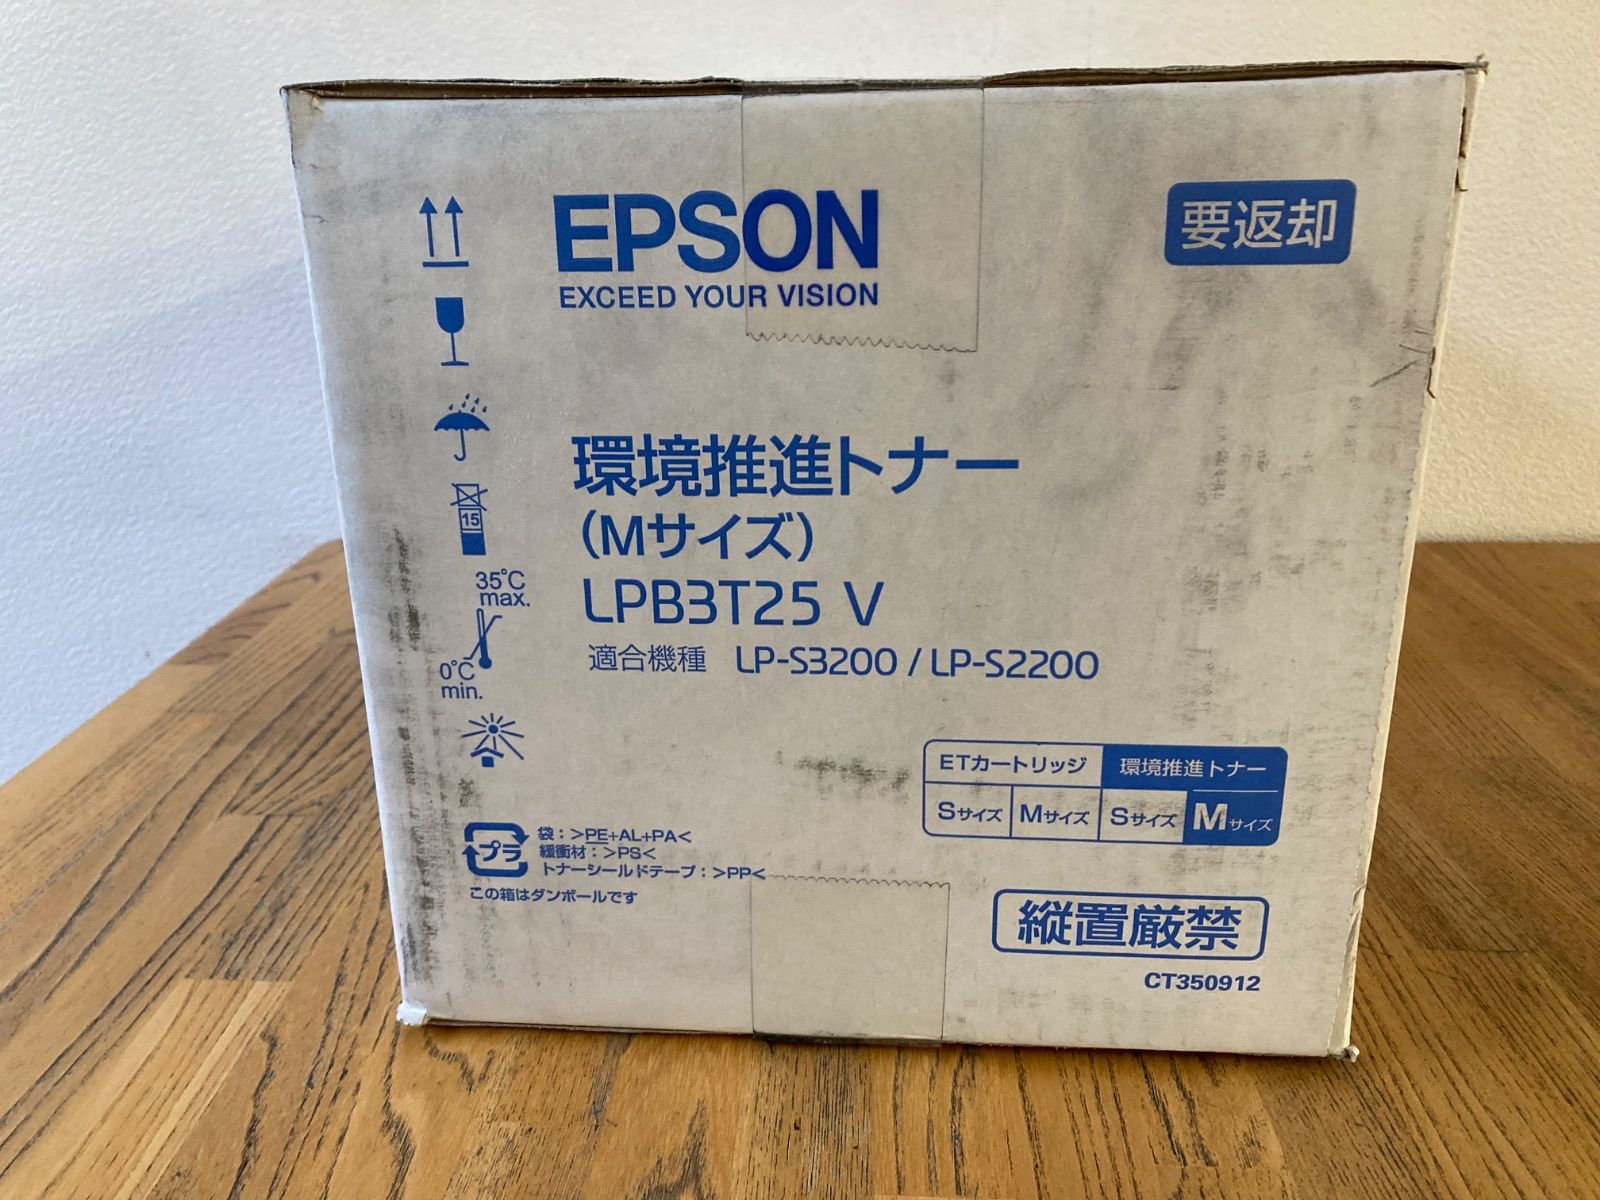 EPSON
EXCEED YOUR VISION
要返却
環境推進トナー
(Mサイズ)
LPB3T25 V
適合機種 LP-S3200 / LP-S2200
15
35℃
max.
0℃
min.
ETカートリッジ 環境推進トナー
Sサイズ Mサイズ Sサイズ Mサイズ
プラ
袋：>PE+AL+PA<
緩衝材：>PS<
トナーシールドテープ：>PP<
この箱はダンボールです
縦置厳禁
CT350912